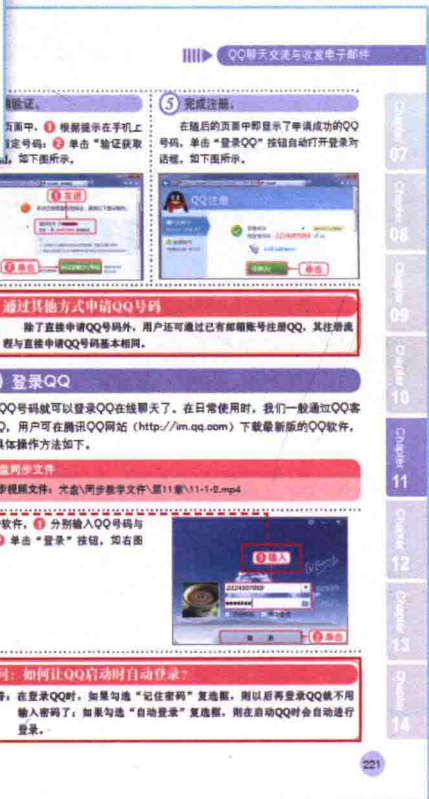 QQ聊天交流与收发电子邮件
验证。
页面中，❶ 根据提示在手机上
定号码；❷ 单击“验证获取
，如下图所示。
❶发送
❷单击
⑤ 完成注册。
在随后的页面中即显示了申请成功的QQ
号码，单击“登录QQ”按钮自动打开登录对
话框，如下图所示。
QQ注册
单击
通过其他方式申请QQ号码
除了直接申请QQ号码外，用户还可通过已有邮箱账号注册QQ，其注册流
程与直接申请QQ号码基本相同。
登录QQ
QQ号码就可以登录QQ在线聊天了。在日常使用时，我们一般通过QQ客
，用户可在腾讯QQ网站（http://im.qq.com）下载最新版的QQ软件，
具体操作方法如下。
盘同步文件
步视频文件：光盘\同步教学文件\第11章\11-1-2.mp4
软件，❶ 分别输入QQ号码与
单击“登录”按钮，如右图
❶输入
登 录
❷单击
问：如何让QQ启动时自动登录？
答：在登录QQ时，如果勾选“记住密码”复选框，则以后再登录QQ就不用
输入密码了；如果勾选“自动登录”复选框，则在启动QQ时会自动进行
登录。
Chapter
07
Chapter
08
Chapter
09
Chapter
10
Chapter
11
Chapter
12
Chapter
13
Chapter
14
221